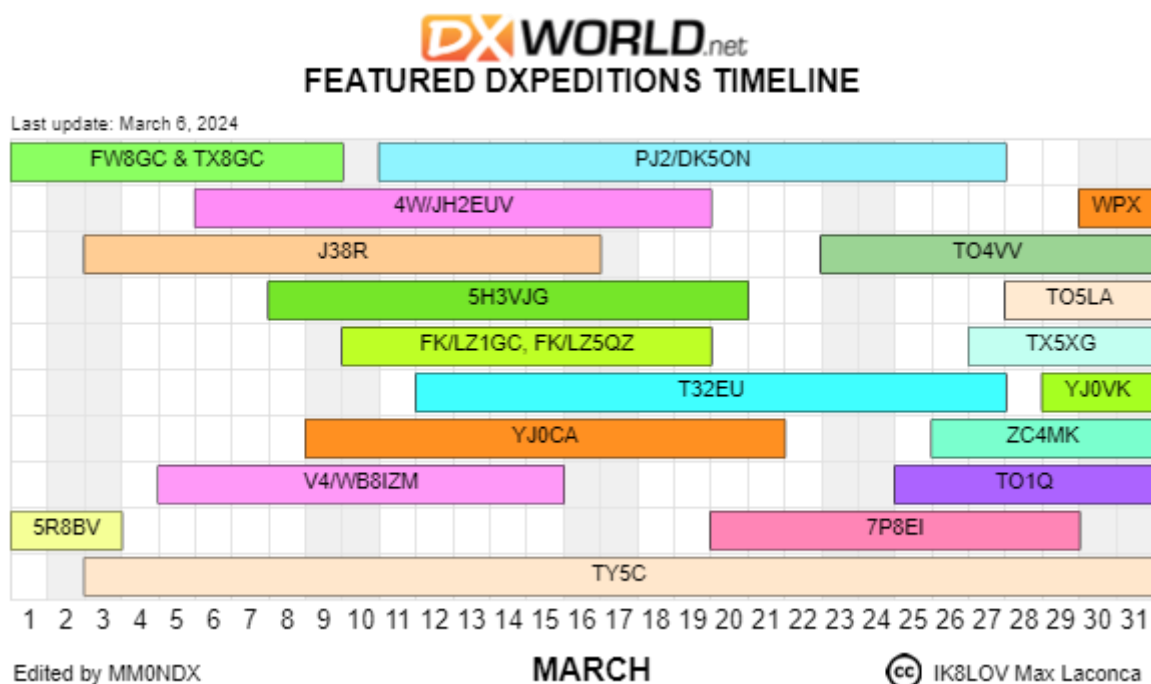 DX WORLD.net
FEATURED DXPEDITIONS TIMELINE
Last update: March 6, 2024
FW8GC & TX8GC PJ2/DK5ON
4W/JH2EUV WPX
J38R TO4VV
5H3VJG TO5LA
FK/LZ1GC, FK/LZ5QZ TX5XG
T32EU YJ0VK
YJ0CA ZC4MK
V4/WB8IZM TO1Q
5R8BV 7P8EI
TY5C
1 2 3 4 5 6 7 8 9 10 11 12 13 14 15 16 17 18 19 20 21 22 23 24 25 26 27 28 29 30 31
Edited by MM0NDX MARCH cc IK8LOV Max Laconca